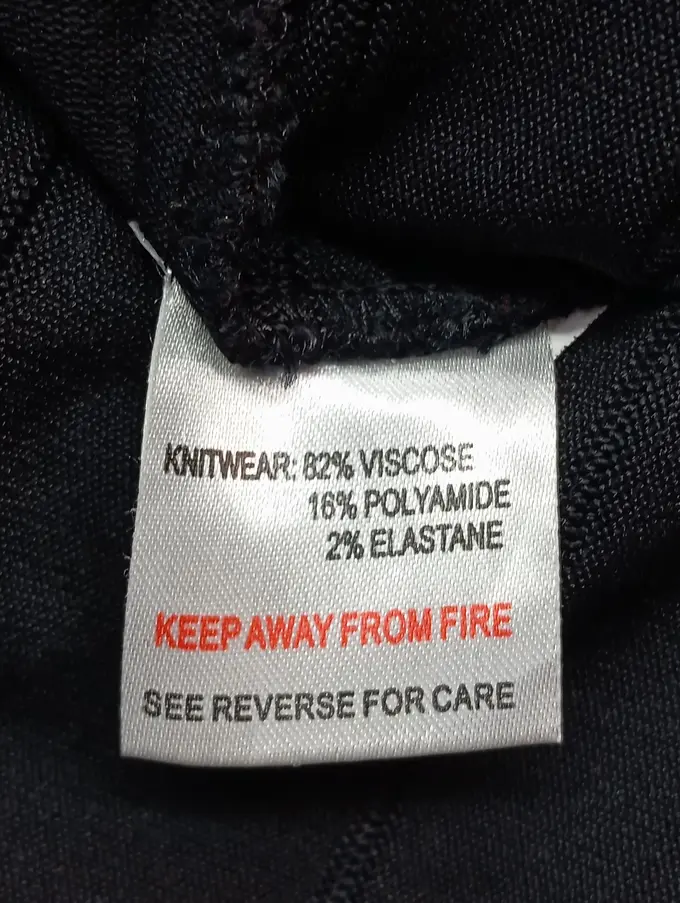 KNITWEAR: 82% VISCOSE
16% POLYAMIDE
2% ELASTANE
KEEP AWAY FROM FIRE
SEE REVERSE FOR CARE